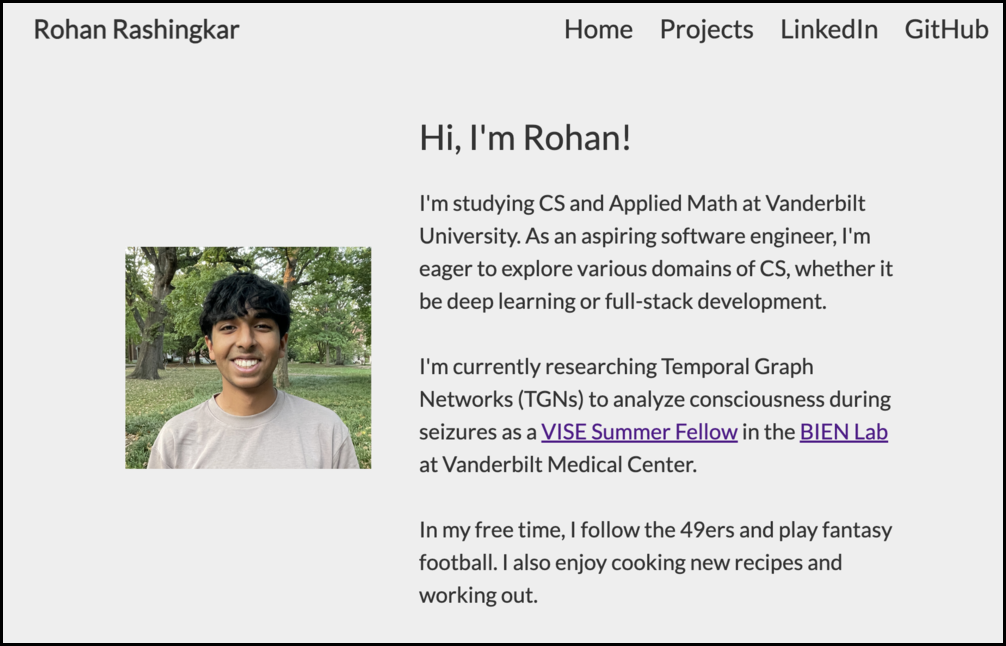 Rohan Rashingkar
Home Projects LinkedIn GitHub
Hi, I'm Rohan!
I'm studying CS and Applied Math at Vanderbilt
University. As an aspiring software engineer, I'm
eager to explore various domains of CS, whether it
be deep learning or full-stack development.
I'm currently researching Temporal Graph
Networks (TGNs) to analyze consciousness during
seizures as a VISE Summer Fellow in the BIEN Lab
at Vanderbilt Medical Center.
In my free time, I follow the 49ers and play fantasy
football. I also enjoy cooking new recipes and
working out.